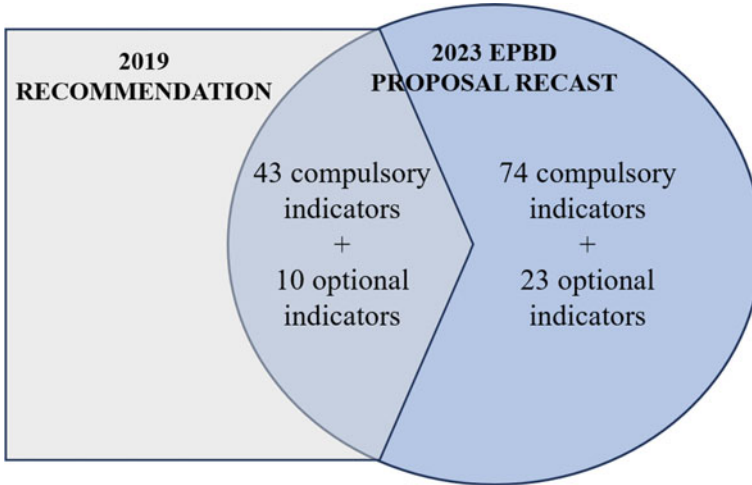 2019
RECOMMENDATION
2023 EPBD
PROPOSAL RECAST
43 compulsory
indicators
+
10 optional
indicators
74 compulsory
indicators
+
23 optional
indicators